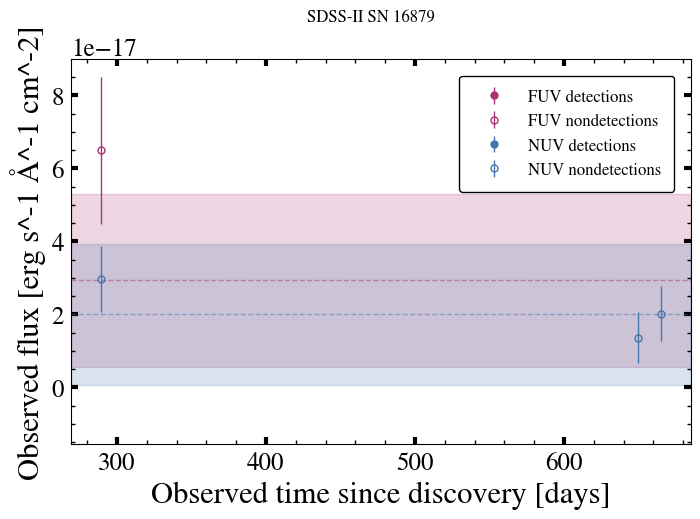 SDSS-II SN 16879
1e−17
Observed flux [erg s^-1 Å^-1 cm^-2]
8
6
4
2
0
FUV detections
FUV nondetections
NUV detections
NUV nondetections
300 400 500 600
Observed time since discovery [days]